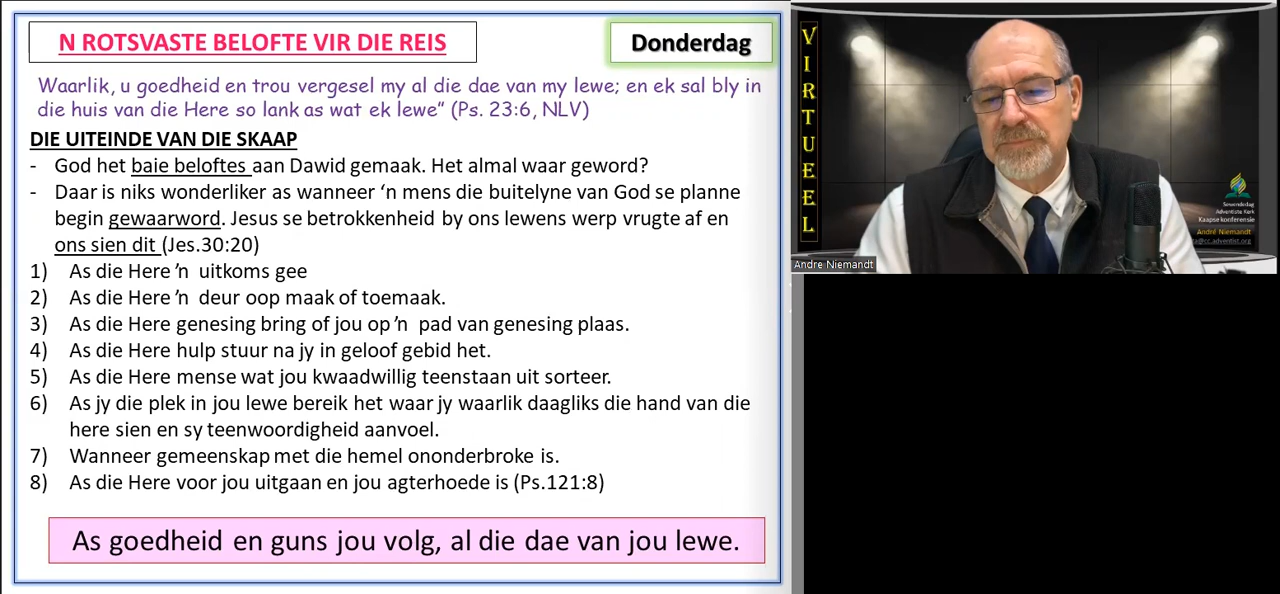 N ROTSVASTE BELOFTE VIR DIE REIS
Donderdag
Waarlik, u goedheid en trou vergesel my al die dae van my lewe; en ek sal bly in
die huis van die Here so lank as wat ek lewe” (Ps. 23:6, NLV)
DIE UITEINDE VAN DIE SKAAP
- God het baie beloftes aan Dawid gemaak. Het almal waar geword?
- Daar is niks wonderliker as wanneer ‘n mens die buitelyne van God se planne
begin gewaarword. Jesus se betrokkenheid by ons lewens werp vrugte af en
ons sien dit (Jes.30:20)
1) As die Here ’n uitkoms gee
2) As die Here ’n deur oop maak of toemaak.
3) As die Here genesing bring of jou op ’n pad van genesing plaas.
4) As die Here hulp stuur na jy in geloof gebid het.
5) As die Here mense wat jou kwaadwillig teenstaan uit sorteer.
6) As jy die plek in jou lewe bereik het waar jy waarlik daagliks die hand van die
here sien en sy teenwoordigheid aanvoel.
7) Wanneer gemeenskap met die hemel ononderbroke is.
8) As die Here voor jou uitgaan en jou agterhoede is (Ps.121:8)
As goedheid en guns jou volg, al die dae van jou lewe.
VIRTUEEL
Sewendedag
Adventiste Kerk
Kaapse konferensie
André Niemandt
@cc.adventist.org
Andre Niemandt